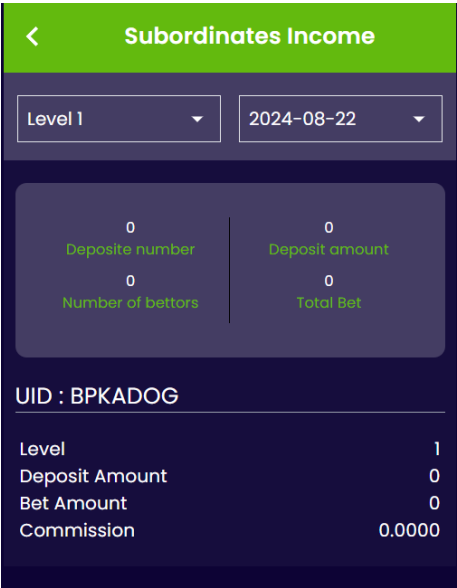 Subordinates Income
Level 1 2024-08-22
0 0
Deposite number Deposit amount
0 0
Number of bettors Total Bet
UID : BPKADOG
Level 1
Deposit Amount 0
Bet Amount 0
Commission 0.0000